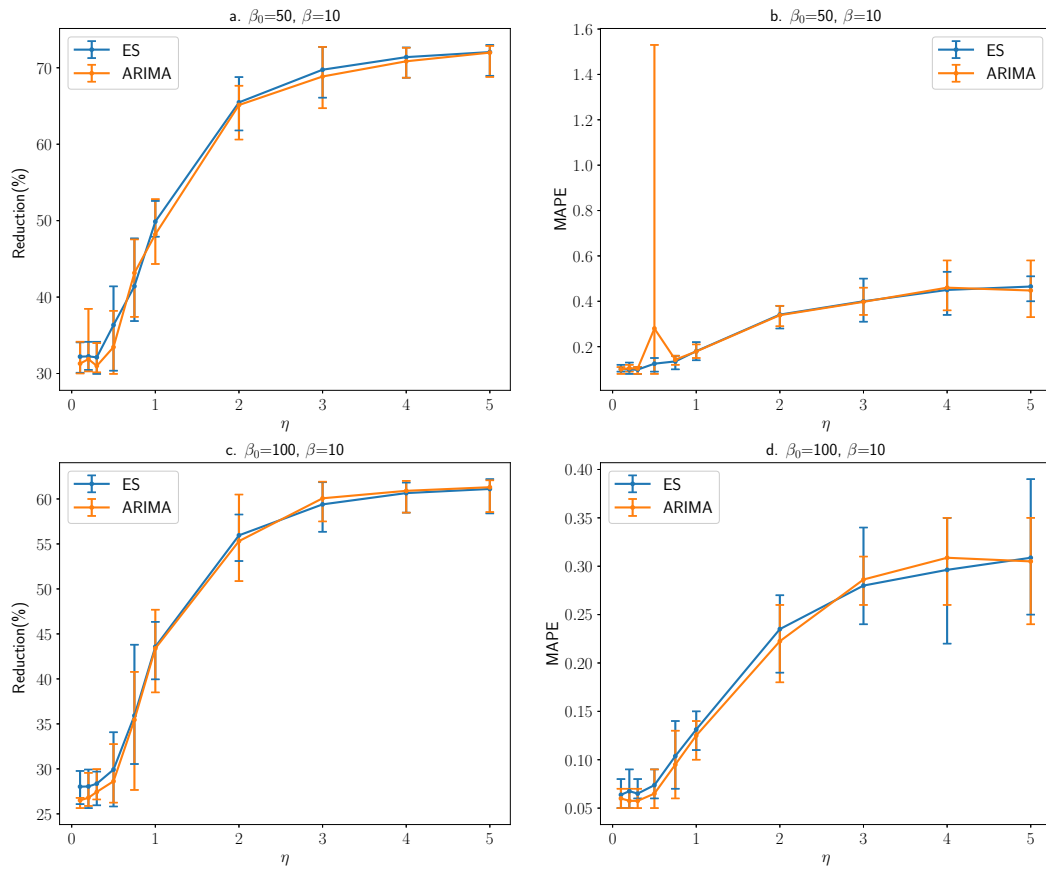 a. β₀=50, β=10
ES
ARIMA
Reduction(%)
70
60
50
40
30
0
1
2
3
4
5
η
b. β₀=50, β=10
ES
ARIMA
MAPE
1.6
1.4
1.2
1.0
0.8
0.6
0.4
0.2
0
1
2
3
4
5
η
c. β₀=100, β=10
ES
ARIMA
Reduction(%)
60
55
50
45
40
35
30
25
0
1
2
3
4
5
η
d. β₀=100, β=10
ES
ARIMA
MAPE
0.40
0.35
0.30
0.25
0.20
0.15
0.10
0.05
0
1
2
3
4
5
η